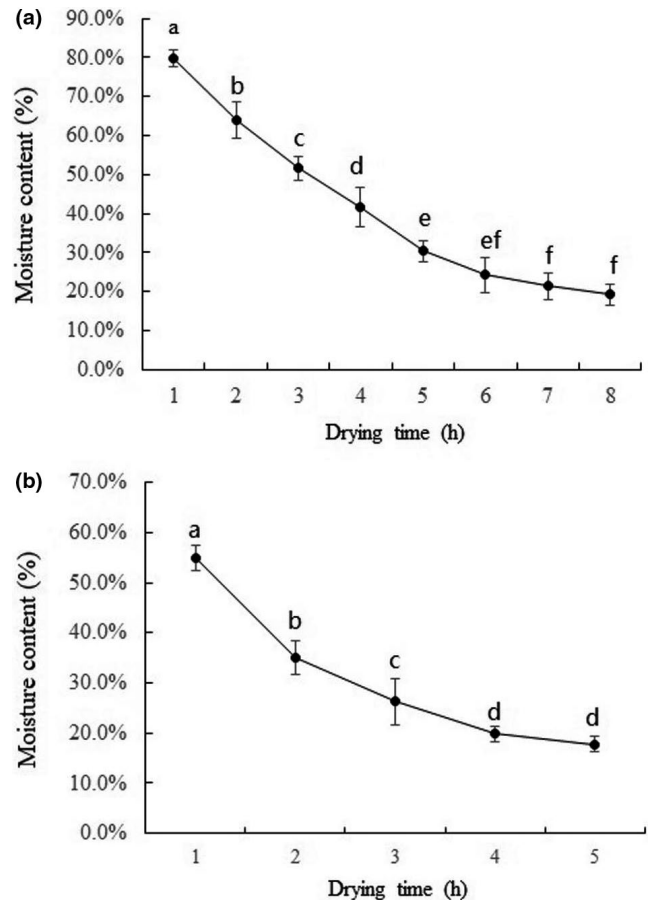 (a)
90.0%
80.0%
70.0%
60.0%
50.0%
40.0%
30.0%
20.0%
10.0%
0.0%
Moisture content (%)
a
b
c
d
e
ef
f
f
1 2 3 4 5 6 7 8
Drying time (h)
(b)
70.0%
60.0%
50.0%
40.0%
30.0%
20.0%
10.0%
0.0%
Moisture content (%)
a
b
c
d
d
1 2 3 4 5
Drying time (h)